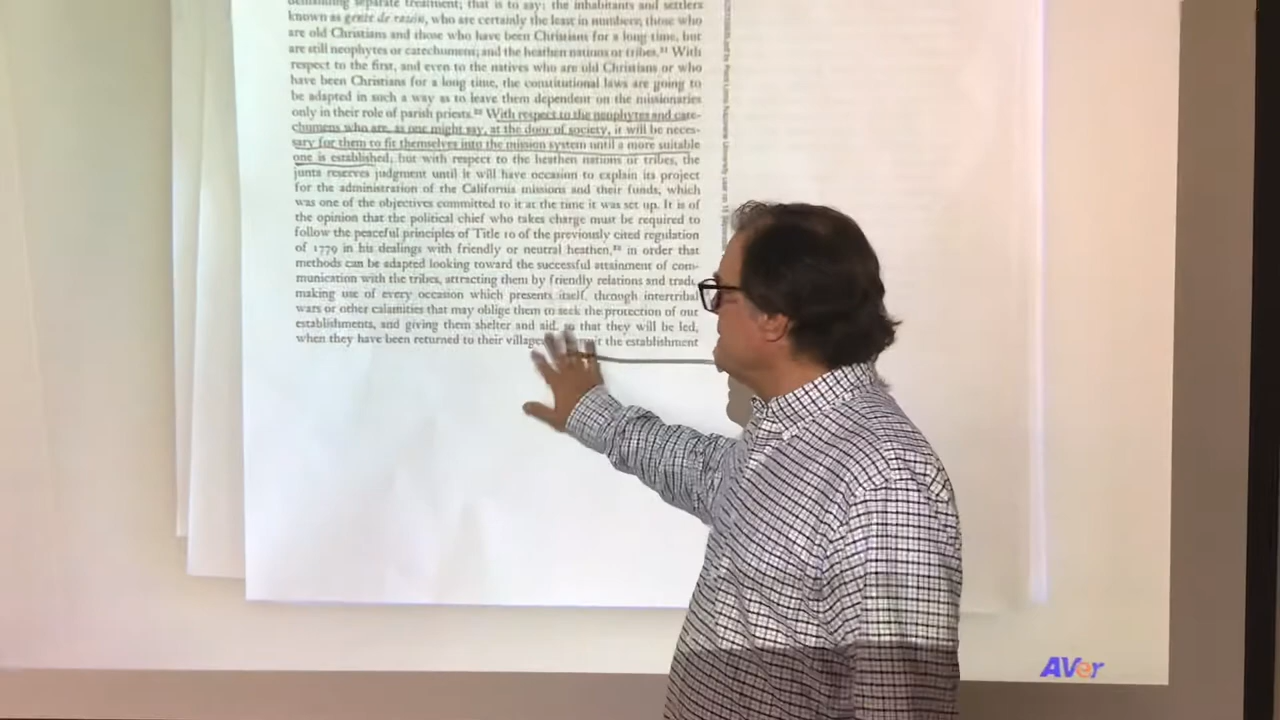 demanding separate treatment; that is to say: the inhabitants and settlers
known as gente de razón, who are certainly the least in numbers; those who
are old Christians and those who have been Christians for a long time, but
are still neophytes or catechumens; and the heathen nations or tribes. With
respect to the first, and even to the natives who are old Christians or who
have been Christians for a long time, the constitutional laws are going to
be adapted in such a way as to leave them dependent on the missionaries
only in their role of parish priests. With respect to the neophytes and cate-
chumens who are, as one might say, at the door of society, it will be neces-
sary for them to fit themselves into the mission system until a more suitable
one is established; but with respect to the heathen nations or tribes, the
junta reserves judgment until it will have occasion to explain its project
for the administration of the California missions and their funds, which
was one of the objectives committed to it at the time it was set up. It is of
the opinion that the political chief who takes charge must be required to
follow the peaceful principles of Title 10 of the previously cited regulation
of 1779 in his dealings with friendly or neutral heathen, in order that
methods can be adapted looking toward the successful attainment of com-
munication with the tribes, attracting them by friendly relations and trade,
making use of every occasion which presents itself, through intertribal
wars or other calamities that may oblige them to seek the protection of our
establishments, and giving them shelter and aid, so that they will be led,
when they have been returned to their villages the establishment
Nazarene University user on 15
AVer